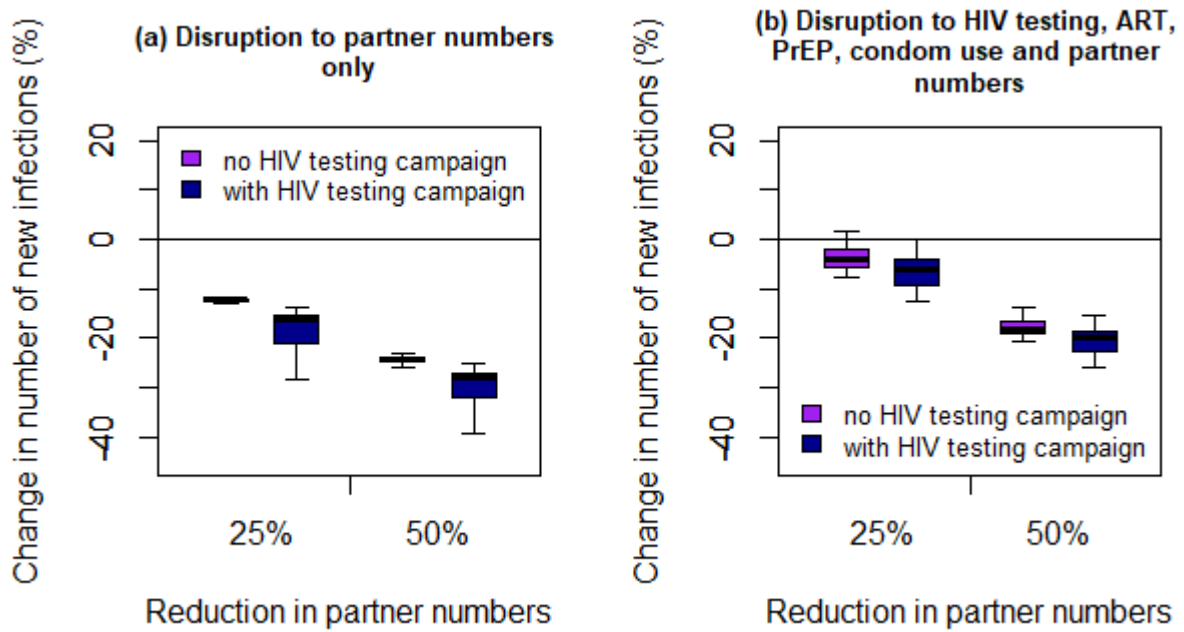 (a) Disruption to partner numbers
only
Change in number of new infections (%)
20
0
-20
-40
no HIV testing campaign
with HIV testing campaign
25%
50%
Reduction in partner numbers
(b) Disruption to HIV testing, ART,
PrEP, condom use and partner
numbers
Change in number of new infections (%)
20
0
-20
-40
no HIV testing campaign
with HIV testing campaign
25%
50%
Reduction in partner numbers